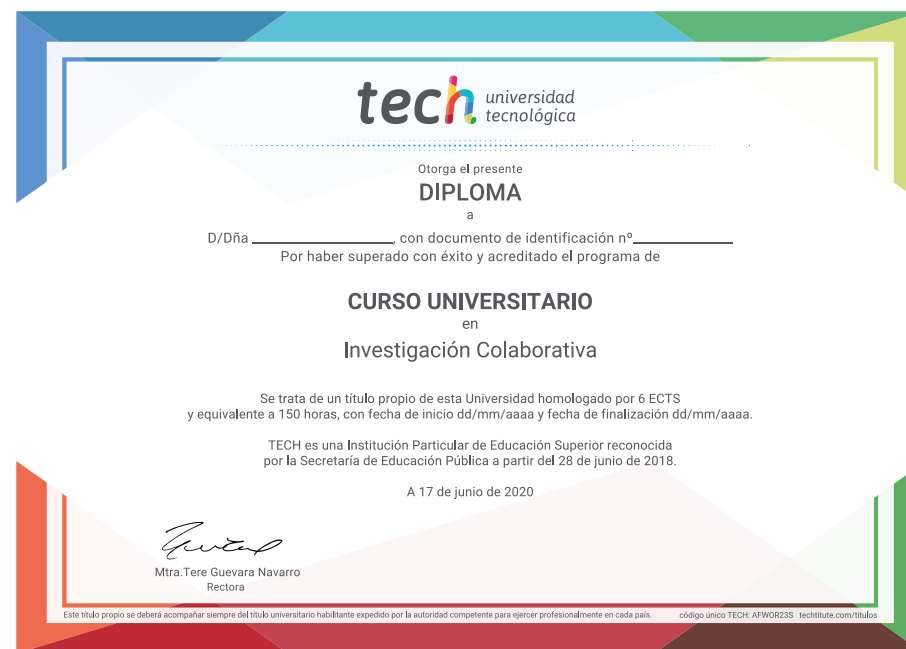 tech universidad
tecnológica
Otorga el presente
DIPLOMA
a
D/Dña ____________________, con documento de identificación nº______________
Por haber superado con éxito y acreditado el programa de
CURSO UNIVERSITARIO
en
Investigación Colaborativa
Se trata de un título propio de esta Universidad homologado por 6 ECTS
y equivalente a 150 horas, con fecha de inicio dd/mm/aaaa y fecha de finalización dd/mm/aaaa.
TECH es una Institución Particular de Educación Superior reconocida
por la Secretaría de Educación Pública a partir del 28 de junio de 2018.
A 17 de junio de 2020
Mtra.Tere Guevara Navarro
Rectora
Este título propio se deberá acompañar siempre del título universitario habilitante expedido por la autoridad competente para ejercer profesionalmente en cada país. código único TECH: AFWOR23S techtitute.com/titulos